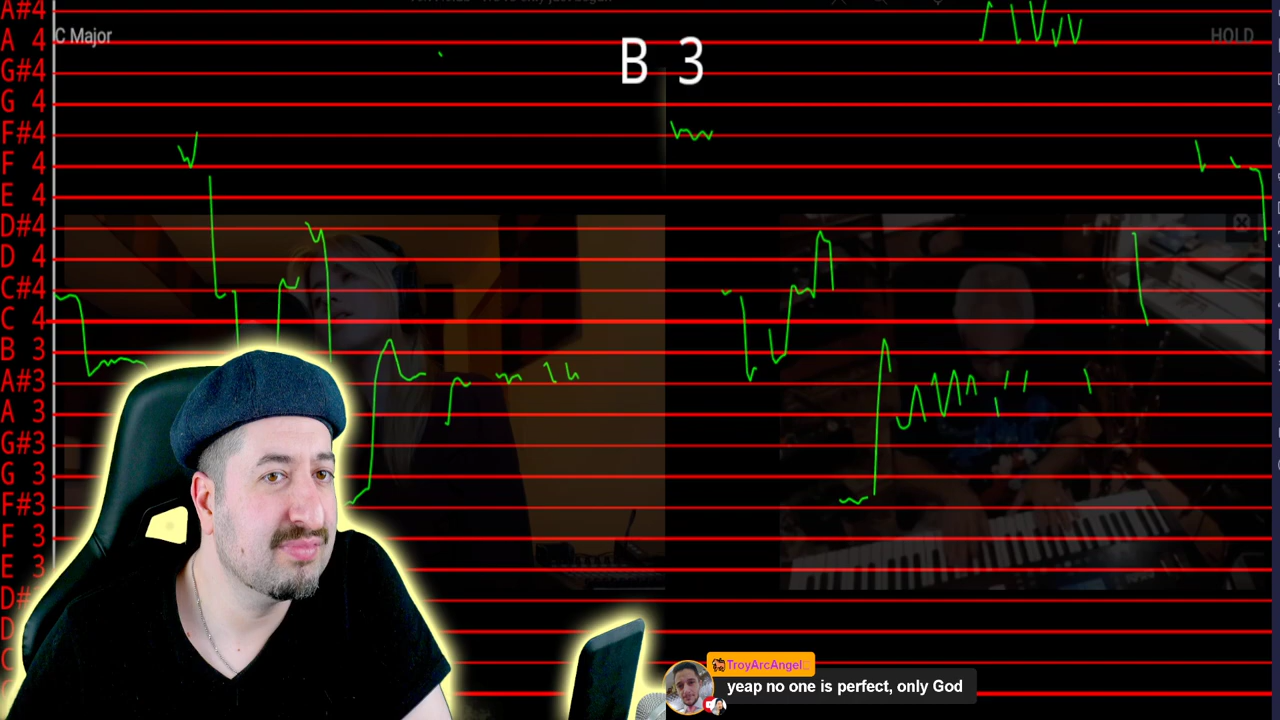 A#4
A 4
C Major
HOLD
B 3
G#4
G 4
F#4
F 4
E 4
D#4
D 4
C#4
C 4
B 3
A#3
A 3
G#3
G 3
F#3
F 3
E 3
D#
D
C
TroyArcAngel
yeap no one is perfect, only God